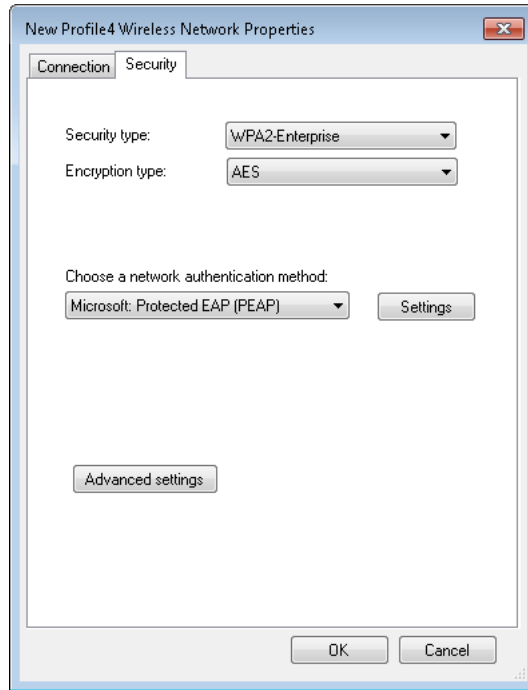 New Profile4 Wireless Network Properties
Connection Security
Security type: WPA2-Enterprise
Encryption type: AES
Choose a network authentication method:
Microsoft: Protected EAP (PEAP) Settings
Advanced settings
OK Cancel